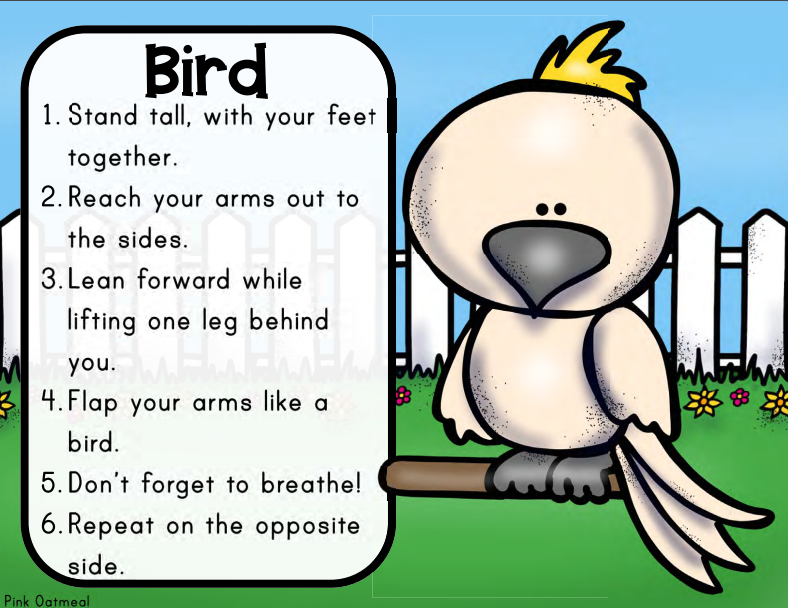 Bird
1. Stand tall, with your feet
together.
2. Reach your arms out to
the sides.
3. Lean forward while
lifting one leg behind
you.
4. Flap your arms like a
bird.
5. Don't forget to breathe!
6. Repeat on the opposite
side.
Pink Oatmeal